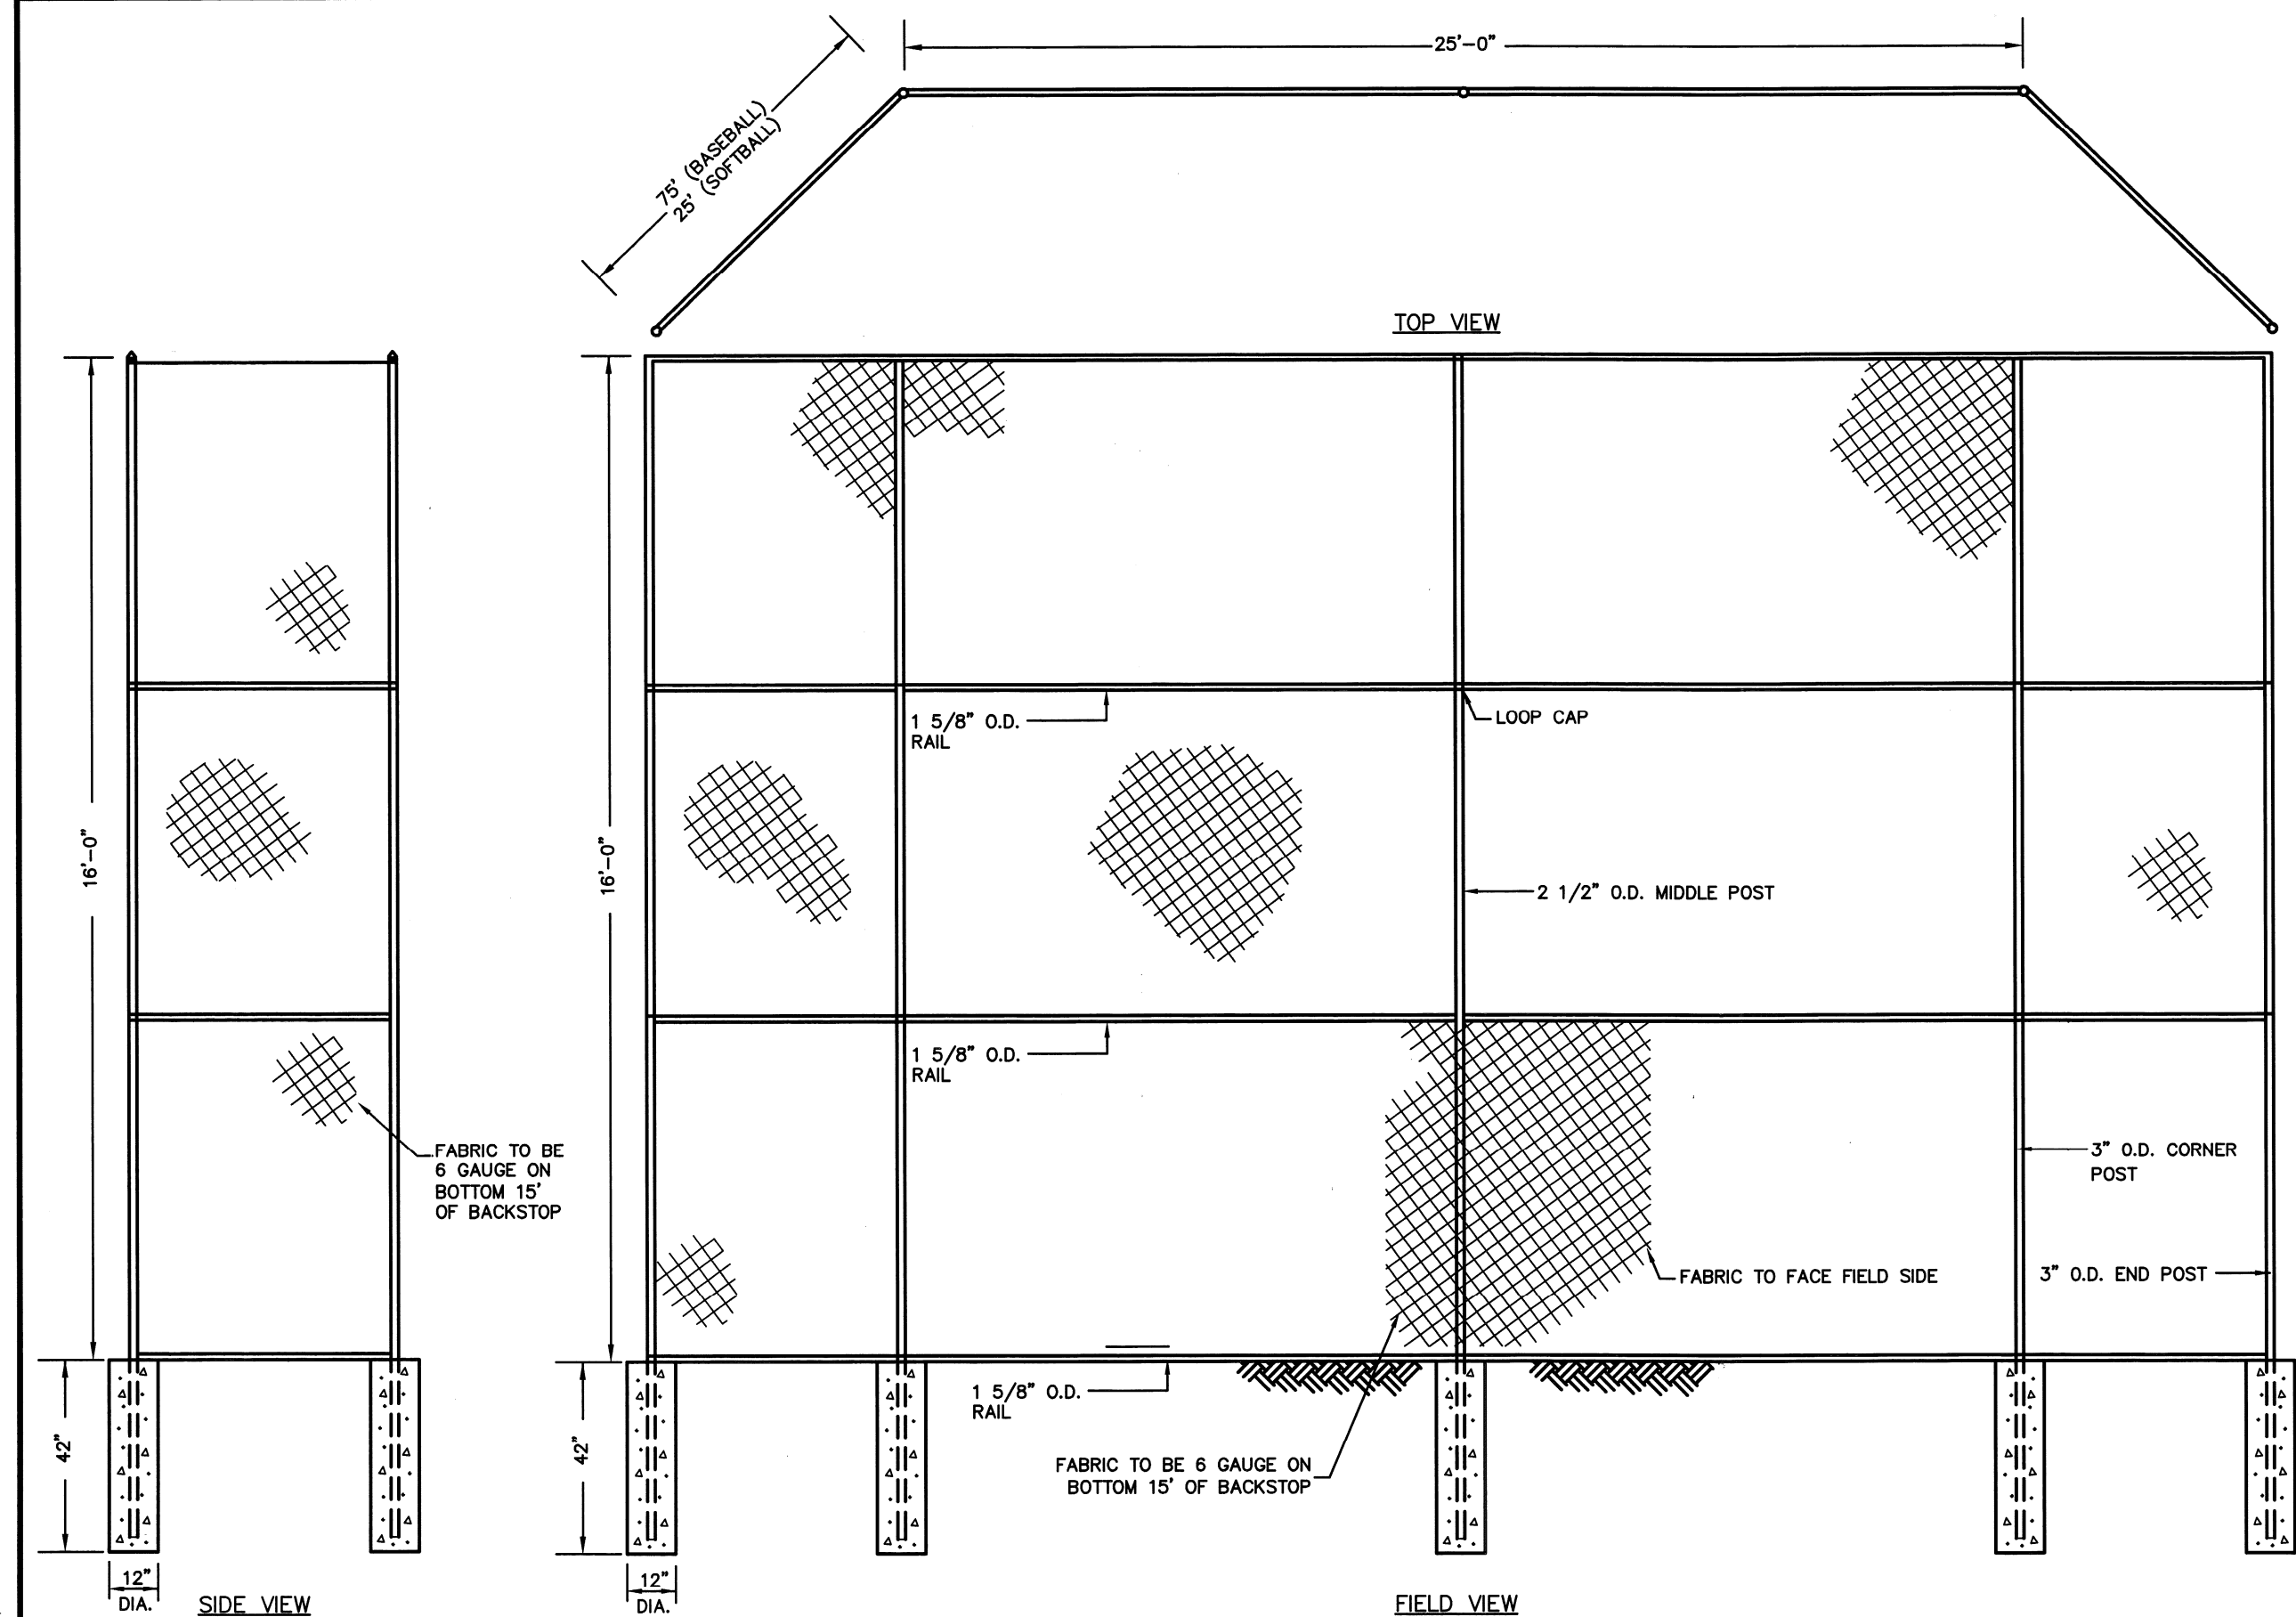 25'-0"
75' (BASEBALL)
25' (SOFTBALL)
TOP VIEW
16'-0"
16'-0"
1 5/8" O.D.
RAIL
LOOP CAP
2 1/2" O.D. MIDDLE POST
1 5/8" O.D.
RAIL
FABRIC TO BE
6 GAUGE ON
BOTTOM 15'
OF BACKSTOP
3" O.D. CORNER
POST
FABRIC TO FACE FIELD SIDE
3" O.D. END POST
1 5/8" O.D.
RAIL
42"
42"
FABRIC TO BE 6 GAUGE ON
BOTTOM 15' OF BACKSTOP
12"
DIA.
SIDE VIEW
12"
DIA.
FIELD VIEW